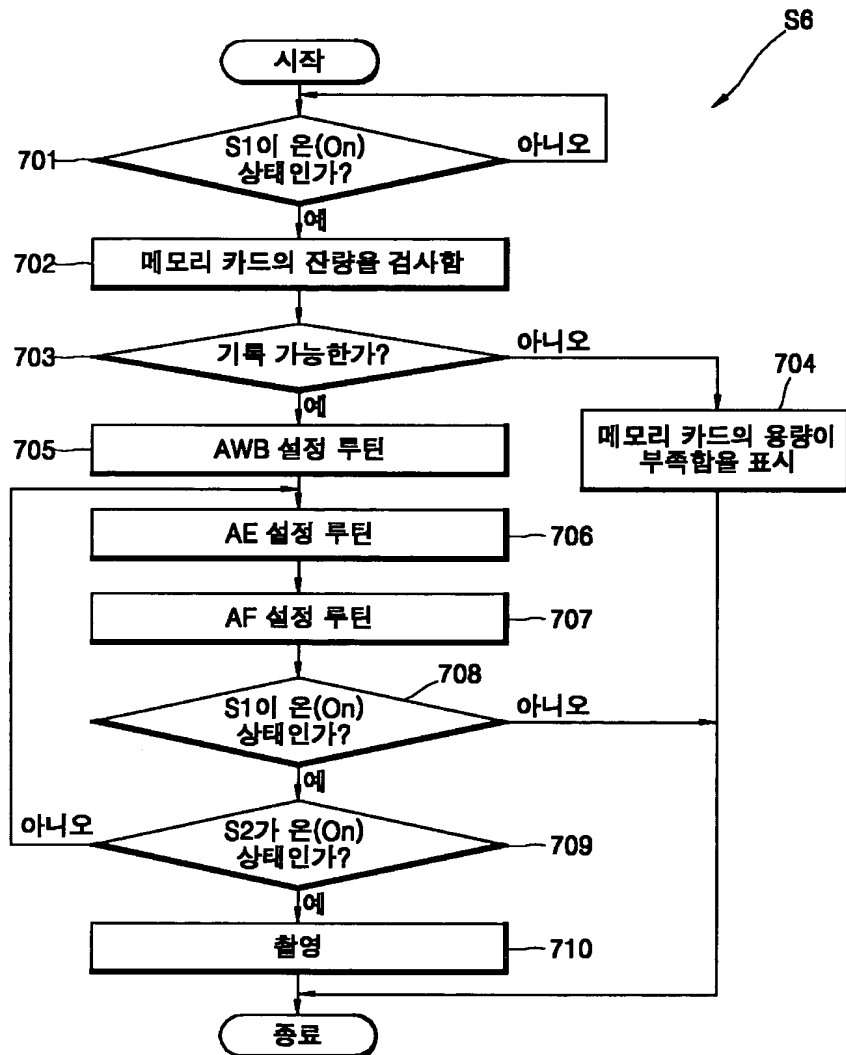 S6
시작
701
S1이 온(On)
상태인가?
아니오
예
702
메모리 카드의 잔량을 검사함
703
기록 가능한가?
아니오
예
704
메모리 카드의 용량이
부족함을 표시
705
AWB 설정 루틴
AE 설정 루틴
706
AF 설정 루틴
707
708
S1이 온(On)
상태인가?
아니오
예
아니오
S2가 온(On)
상태인가?
709
예
촬영
710
종료